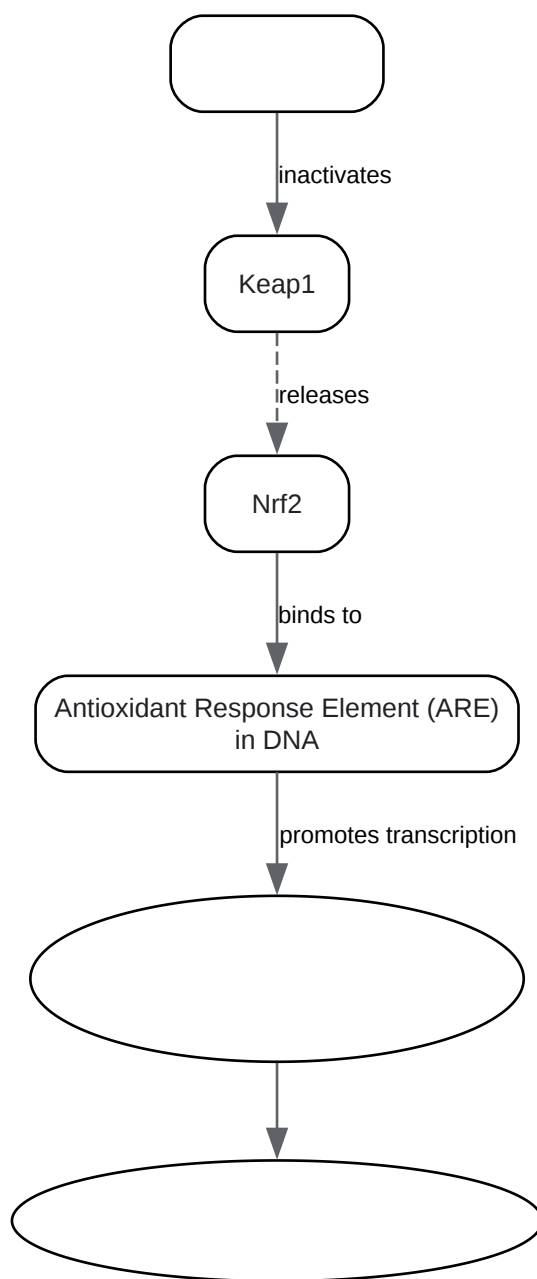 inactivates
Keap1
releases
Nrf2
binds to
Antioxidant Response Element (ARE)
in DNA
promotes transcription